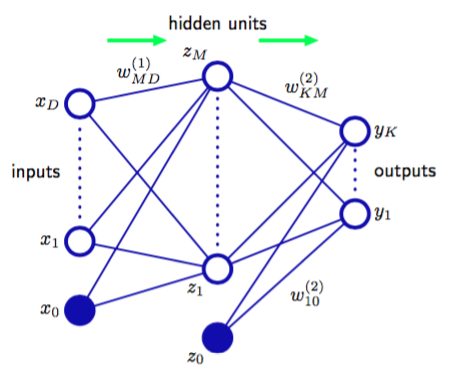 hidden units
z_M
w_{MD}^{(1)}
w_{KM}^{(2)}
x_D
y_K
inputs
outputs
y_1
x_1
z_1
w_{10}^{(2)}
x_0
z_0